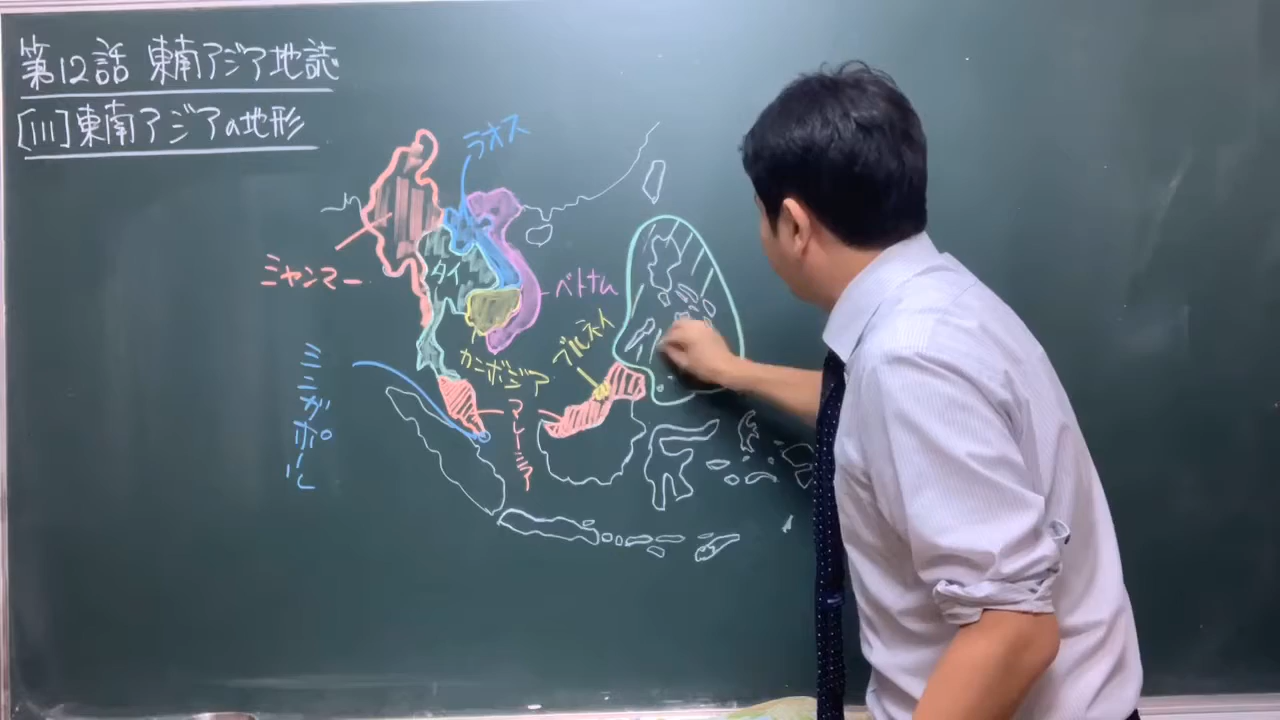 第12話 東南アジア地誌
[111]東南アジアの地形
ラオス
ミャンマー
タイ
ベトナム
カンボジア
ブルネイ
マレーシア
シンガポール